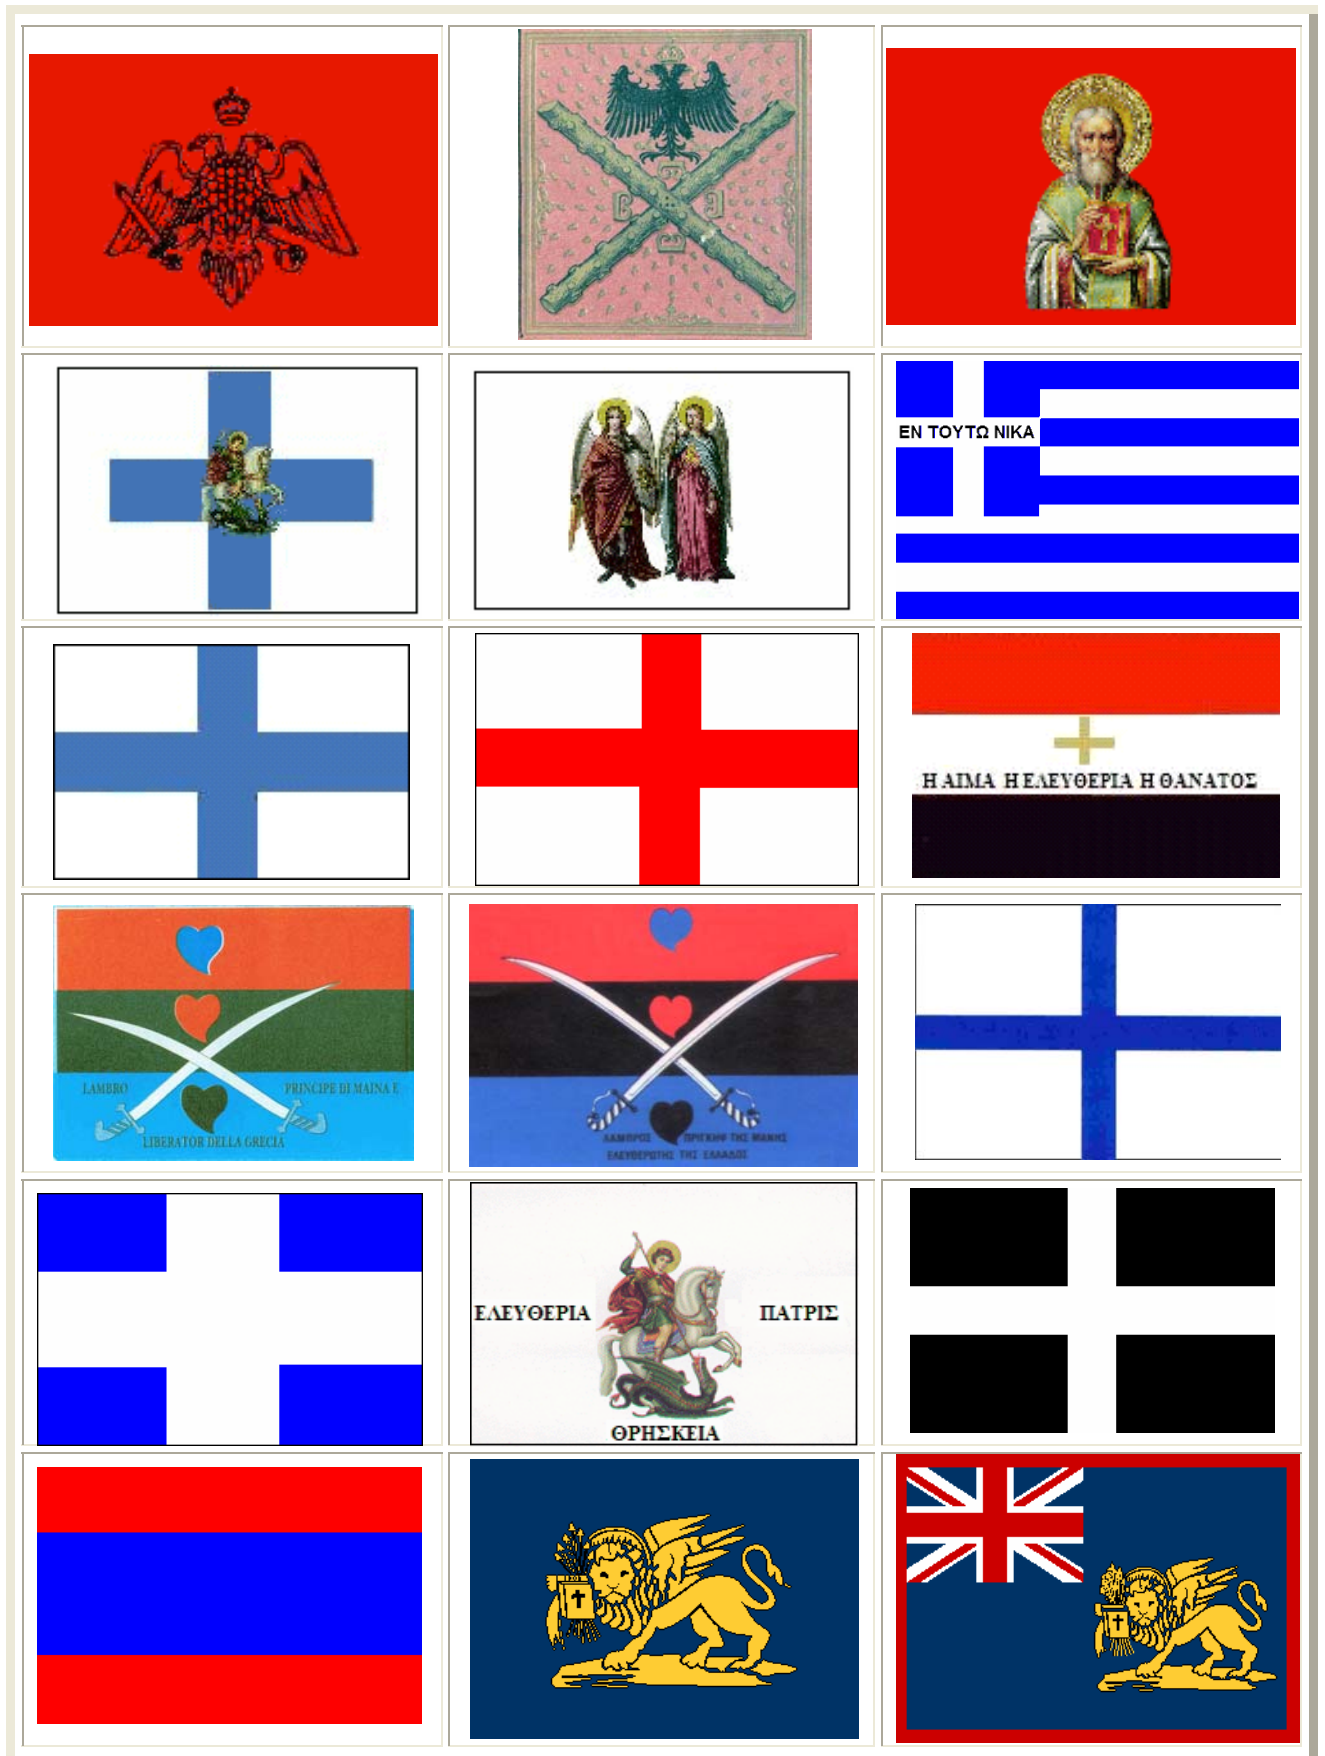 ΕΝ ΤΟΥΤΩ ΝΙΚΑ
Η ΑΙΜΑ Η ΕΛΕΥΘΕΡΙΑ Η ΘΑΝΑΤΟΣ
LAMBRO PRINCIPE DI MAINA E
LIBERATOR DELLA GRECIA
ΛΑΜΠΡΟΣ ΠΡΙΓΚΗΨ ΤΗΣ ΜΑΝΗΣ
ΕΛΕΥΘΕΡΩΤΗΣ ΤΗΣ ΕΛΛΑΔΟΣ
ΕΛΕΥΘΕΡΙΑ ΠΑΤΡΙΣ
ΘΡΗΣΚΕΙΑ